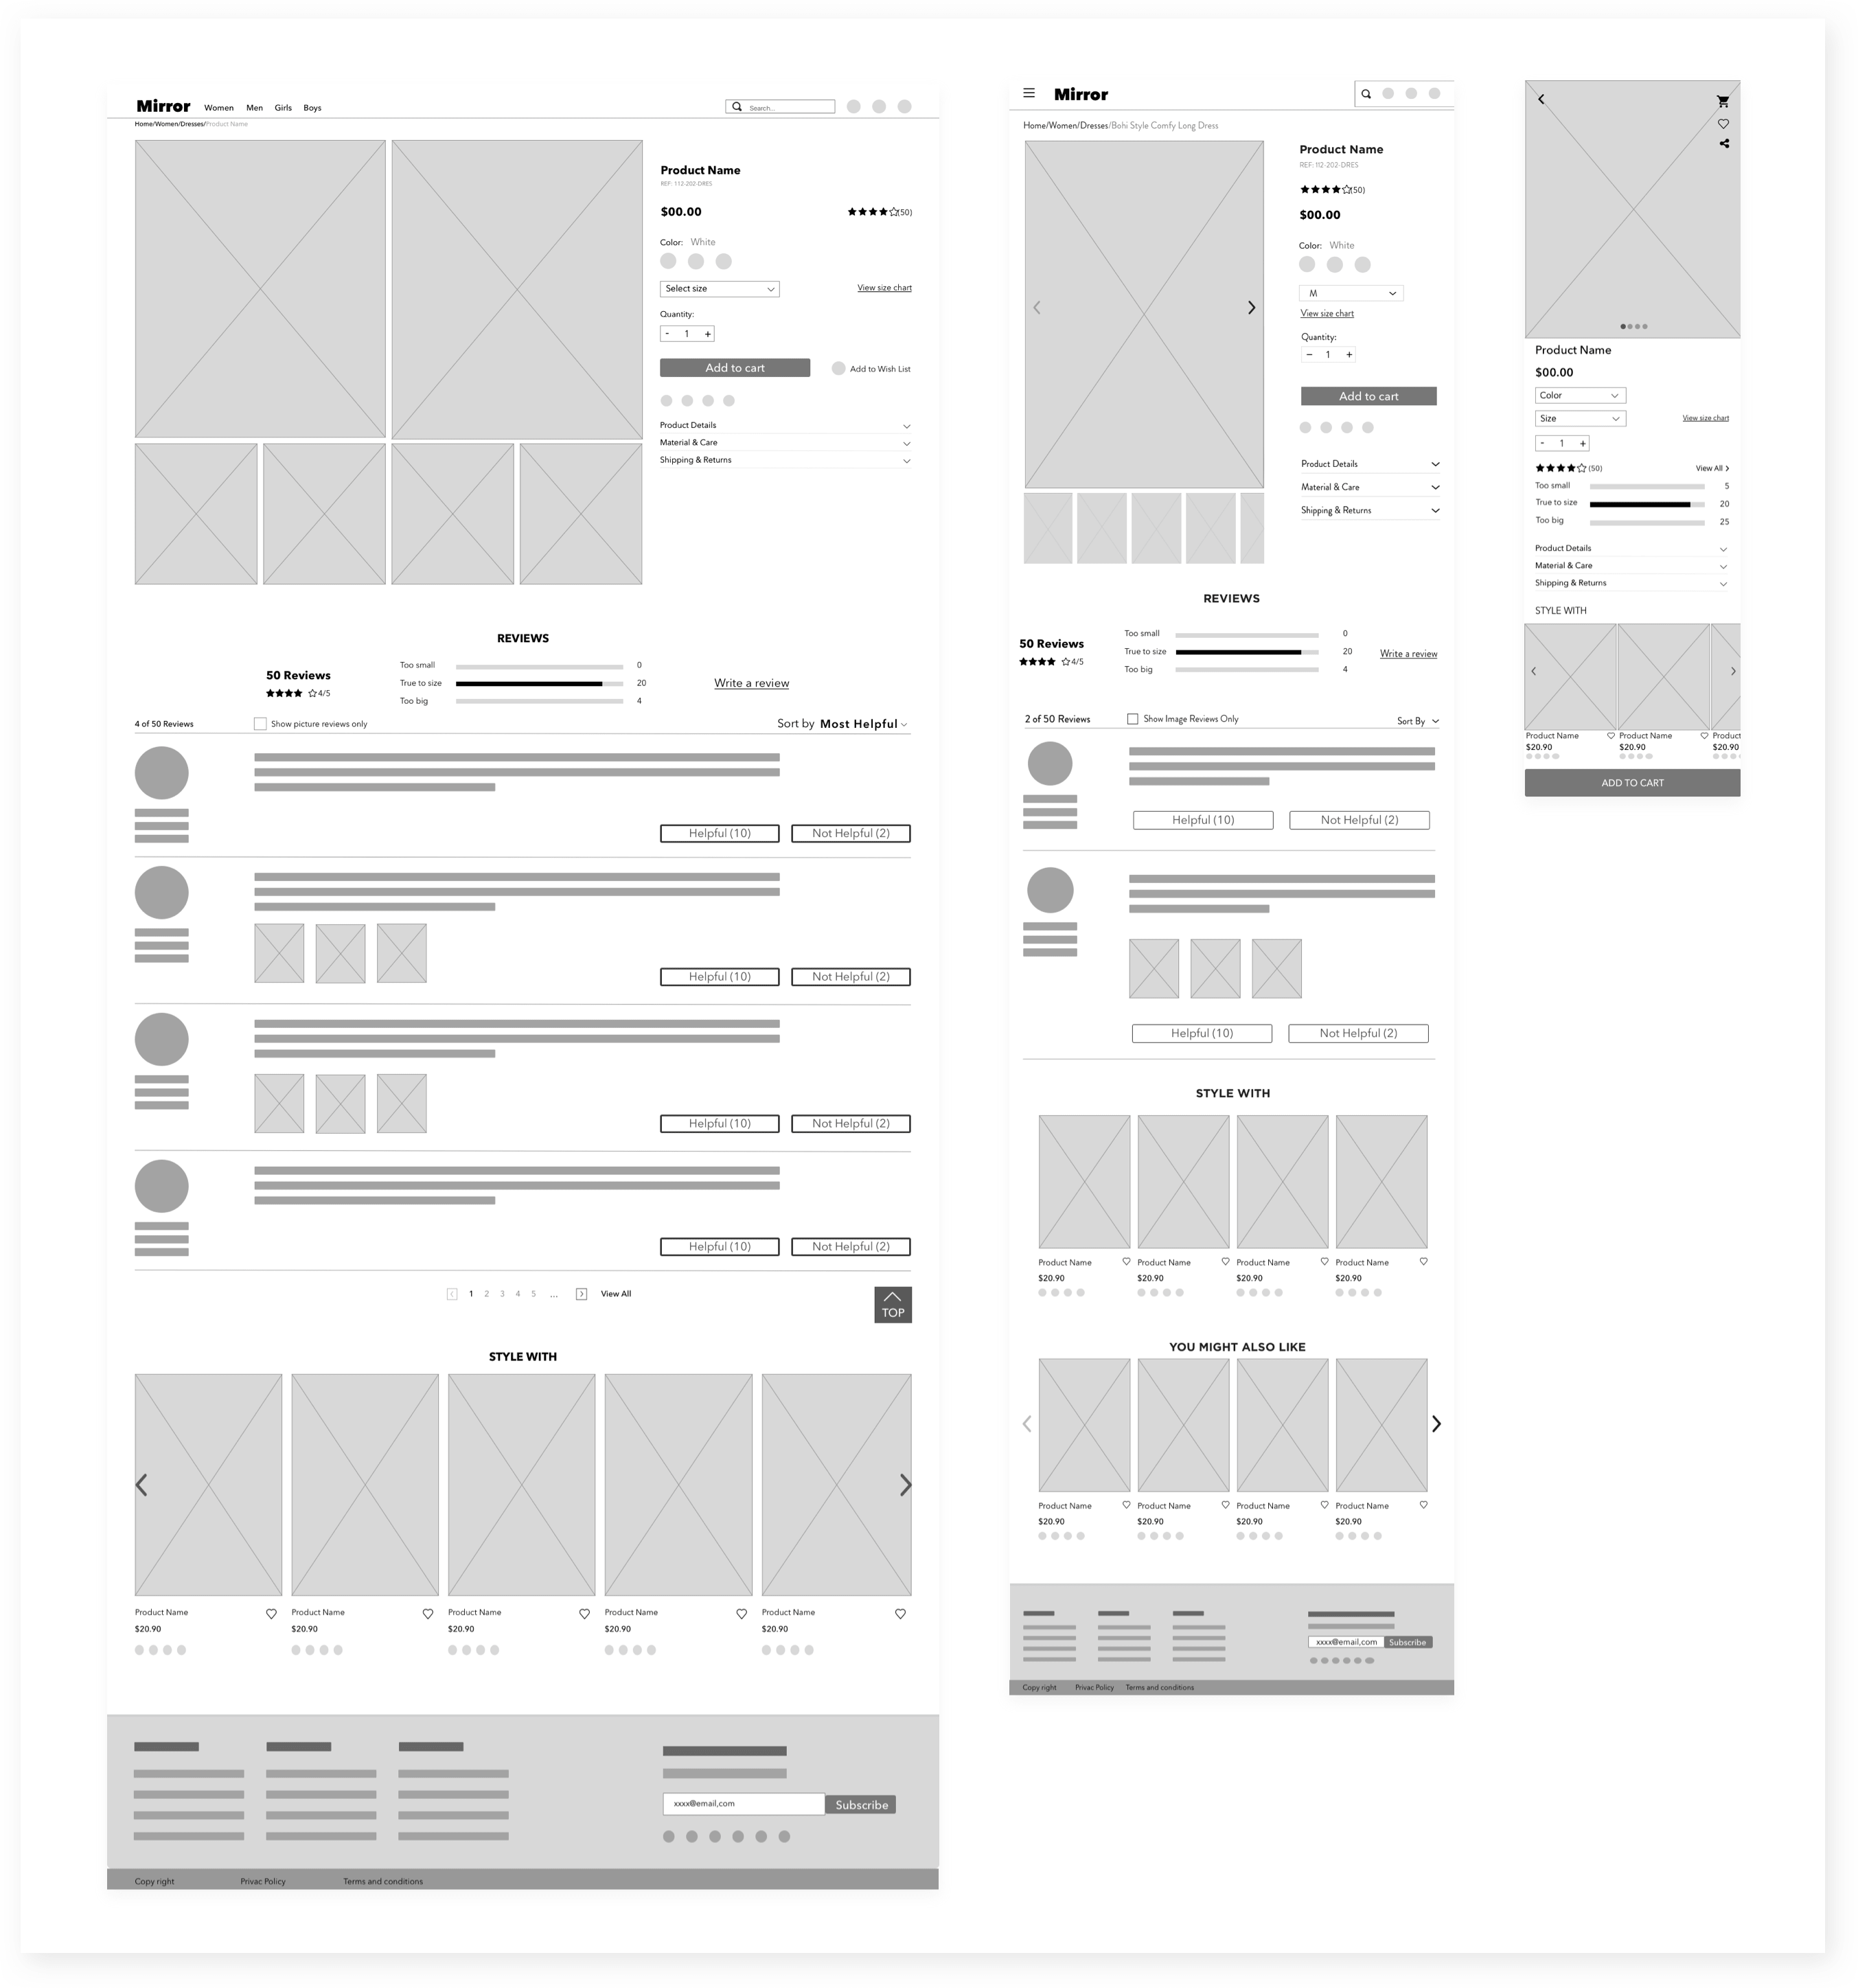 Mirror Women Men Girls Boys Search...
Home/Women/Dresses/Product Name
Product Name
REF: 112-202-DRES
$00.00 (50)
Color: White
Select size View size chart
Quantity:
- 1 +
Add to cart Add to Wish List
Product Details
Material & Care
Shipping & Returns
REVIEWS
50 Reviews
4/5
Too small 0
True to size 20
Too big 4
Write a review
4 of 50 Reviews Show picture reviews only Sort by Most Helpful
Helpful (10) Not Helpful (2)
Helpful (10) Not Helpful (2)
Helpful (10) Not Helpful (2)
Helpful (10) Not Helpful (2)
1 2 3 4 5 ... View All
TOP
STYLE WITH
Product Name Product Name Product Name Product Name Product Name
$20.90 $20.90 $20.90 $20.90 $20.90
xxxx@email,com Subscribe
Copy right Privac Policy Terms and conditions
Mirror
Home/Women/Dresses/Bohi Style Comfy Long Dress
Product Name
REF: 112-202-DRES
(50)
$00.00
Color: White
M
View size chart
Quantity:
- 1 +
Add to cart
Product Details
Material & Care
Shipping & Returns
REVIEWS
50 Reviews
4/5
Too small 0
True to size 20
Too big 4
Write a review
2 of 50 Reviews Show Image Reviews Only Sort By
Helpful (10) Not Helpful (2)
Helpful (10) Not Helpful (2)
STYLE WITH
Product Name Product Name Product Name Product Name
$20.90 $20.90 $20.90 $20.90
YOU MIGHT ALSO LIKE
Product Name Product Name Product Name Product Name
$20.90 $20.90 $20.90 $20.90
xxxx@email,com Subscribe
Copy right Privac Policy Terms and conditions
Product Name
$00.00
Color
Size View size chart
- 1 +
(50) View All
Too small 5
True to size 20
Too big 25
Product Details
Material & Care
Shipping & Returns
STYLE WITH
Product Name Product Name Product
$20.90 $20.90 $20.90
ADD TO CART